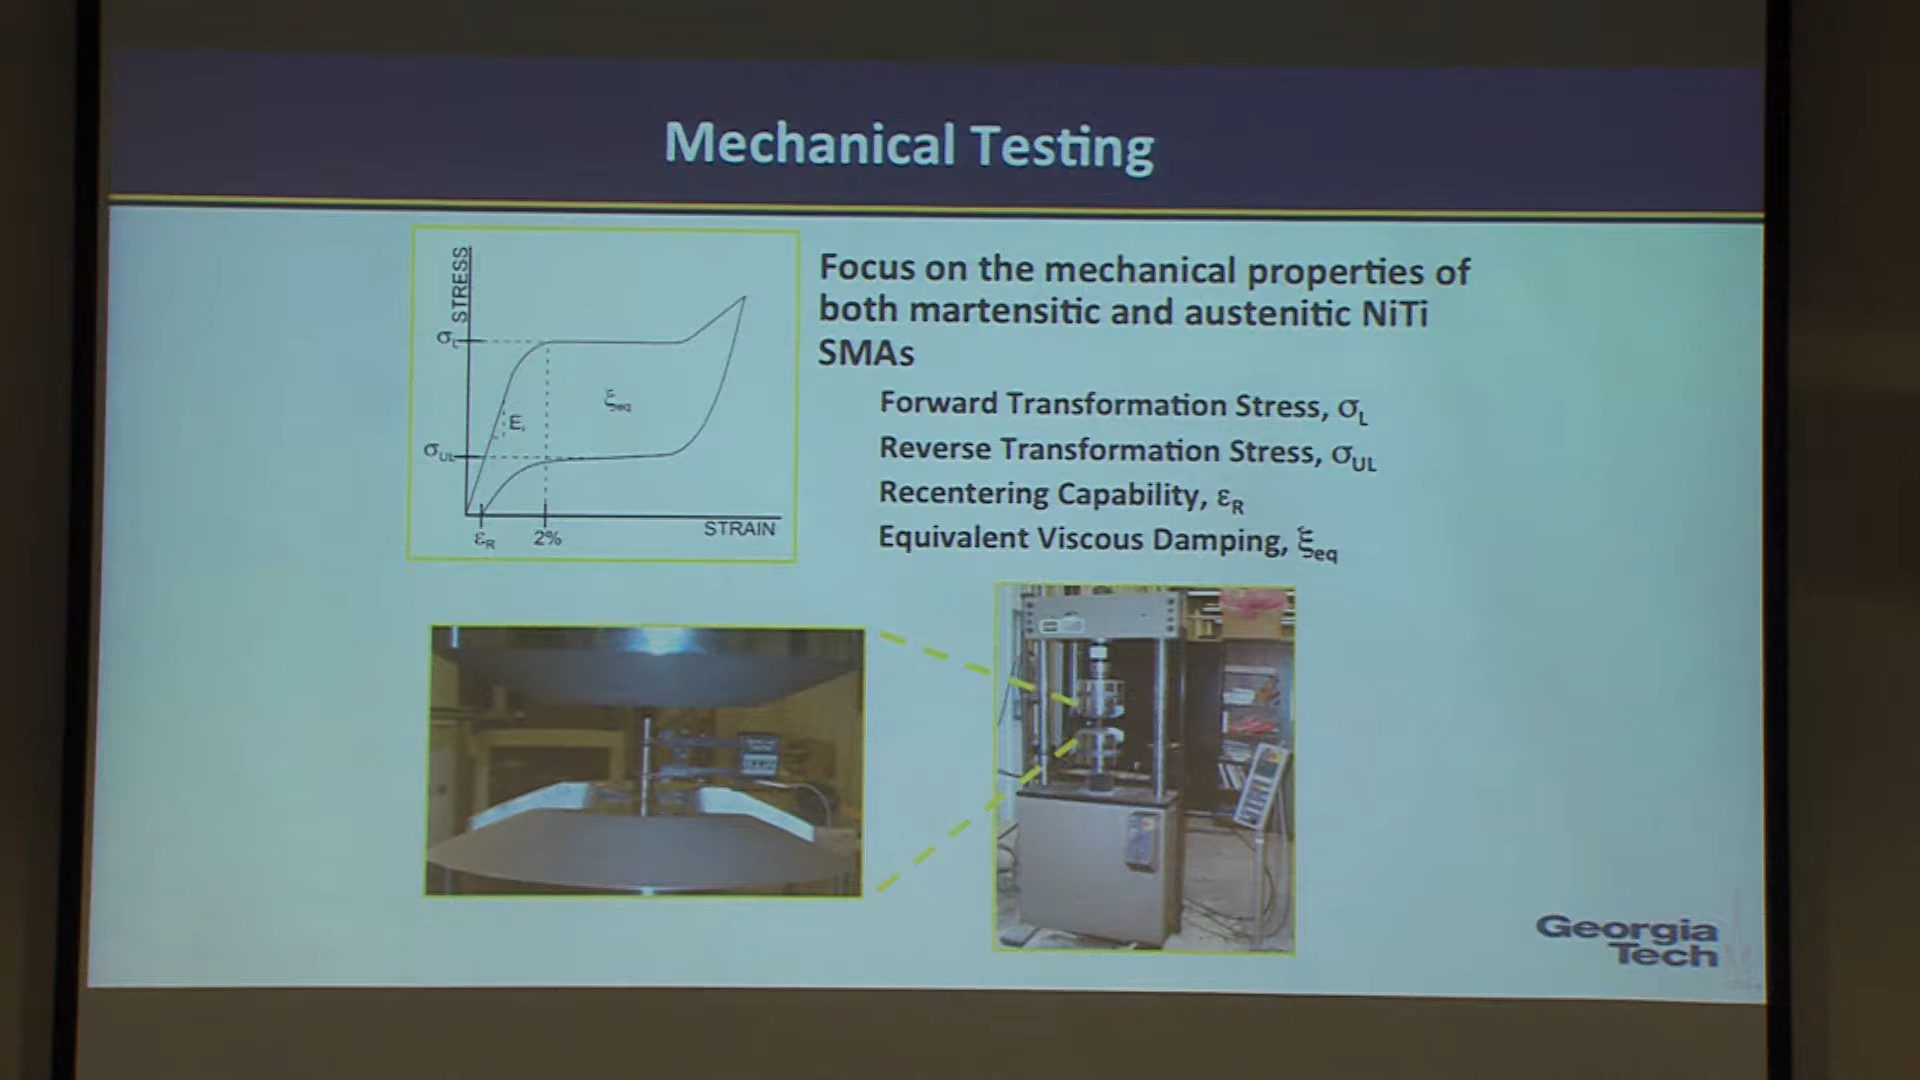 Mechanical Testing
STRESS
σL
Ei
ξeq
σUL
εR
2%
STRAIN
Focus on the mechanical properties of
both martensitic and austenitic NiTi
SMAs
Forward Transformation Stress, σL
Reverse Transformation Stress, σUL
Recentering Capability, εR
Equivalent Viscous Damping, ξeq
Georgia
Tech